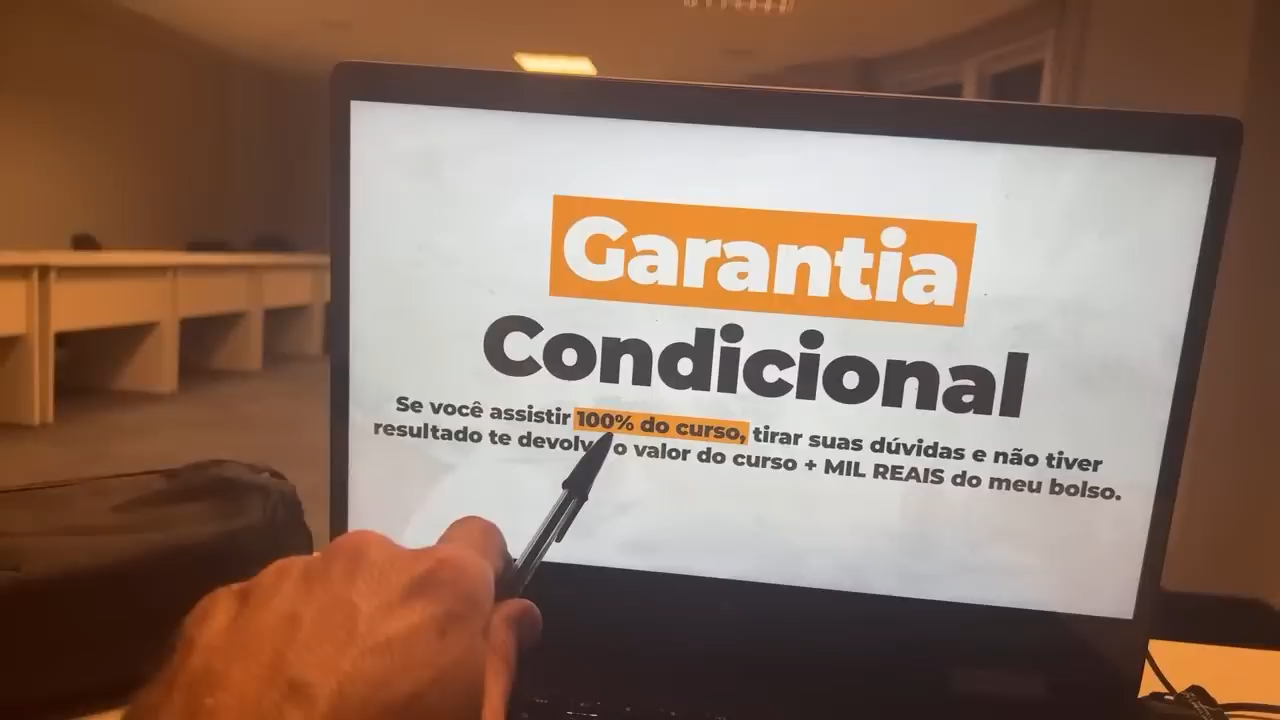 Garantia
Condicional
Se você assistir 100% do curso, tirar suas dúvidas e não tiver
resultado te devolvo o valor do curso + MIL REAIS do meu bolso.